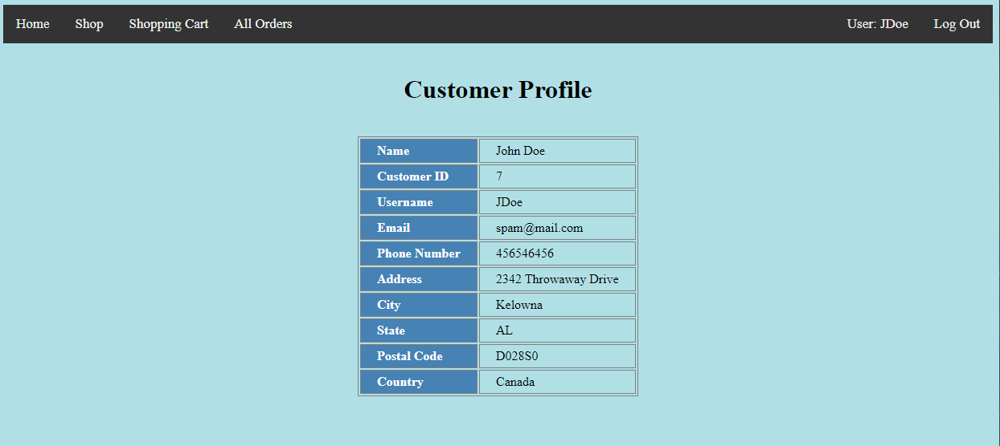 Home Shop Shopping Cart All Orders User: JDoe Log Out
Customer Profile
Name John Doe
Customer ID 7
Username JDoe
Email spam@mail.com
Phone Number 456546456
Address 2342 Throwaway Drive
City Kelowna
State AL
Postal Code D028S0
Country Canada